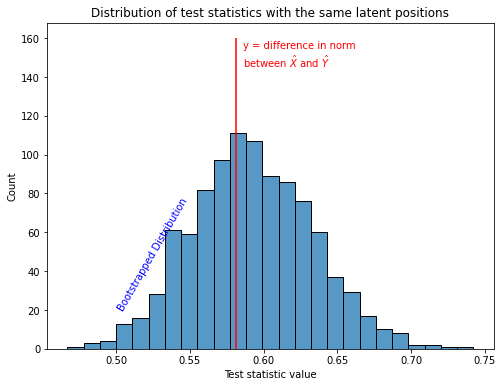 Distribution of test statistics with the same latent positions
160
140
120
100
80
60
40
20
0
Count
y = difference in norm
between X̂ and Ŷ
Bootstrapped Distribution
0.50 0.55 0.60 0.65 0.70 0.75
Test statistic value